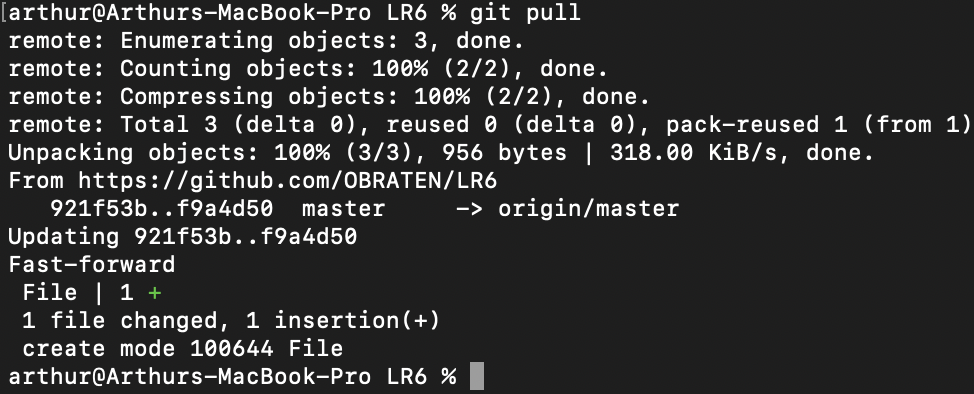 [arthur@Arthurs-MacBook-Pro LR6 % git pull
remote: Enumerating objects: 3, done.
remote: Counting objects: 100% (2/2), done.
remote: Compressing objects: 100% (2/2), done.
remote: Total 3 (delta 0), reused 0 (delta 0), pack-reused 1 (from 1)
Unpacking objects: 100% (3/3), 956 bytes | 318.00 KiB/s, done.
From https://github.com/OBRATEN/LR6
   921f53b..f9a4d50  master     -> origin/master
Updating 921f53b..f9a4d50
Fast-forward
 File | 1 +
 1 file changed, 1 insertion(+)
 create mode 100644 File
arthur@Arthurs-MacBook-Pro LR6 %